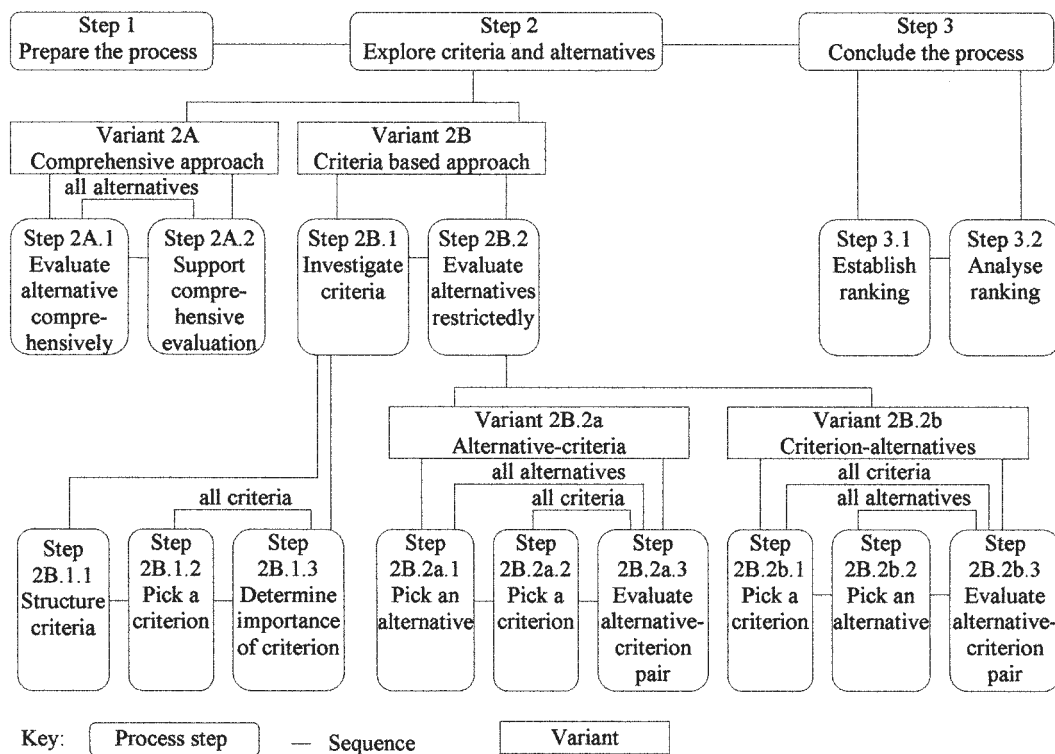 Step 1
Prepare the process
Step 2
Explore criteria and alternatives
Step 3
Conclude the process
Variant 2A
Comprehensive approach
all alternatives
Variant 2B
Criteria based approach
Step 2A.1
Evaluate
alternative
compre-
hensively
Step 2A.2
Support
compre-
hensive
evaluation
Step 2B.1
Investigate
criteria
Step 2B.2
Evaluate
alternatives
restrictedly
Step 3.1
Establish
ranking
Step 3.2
Analyse
ranking
Variant 2B.2a
Alternative-criteria
all alternatives
all criteria
Variant 2B.2b
Criterion-alternatives
all criteria
all alternatives
all criteria
Step
2B.1.1
Structure
criteria
Step
2B.1.2
Pick a
criterion
Step
2B.1.3
Determine
importance
of criterion
Step
2B.2a.1
Pick an
alternative
Step
2B.2a.2
Pick a
criterion
Step
2B.2a.3
Evaluate
alternative-
criterion
pair
Step
2B.2b.1
Pick a
criterion
Step
2B.2b.2
Pick an
alternative
Step
2B.2b.3
Evaluate
alternative-
criterion
pair
Key:
Process step
— Sequence
Variant